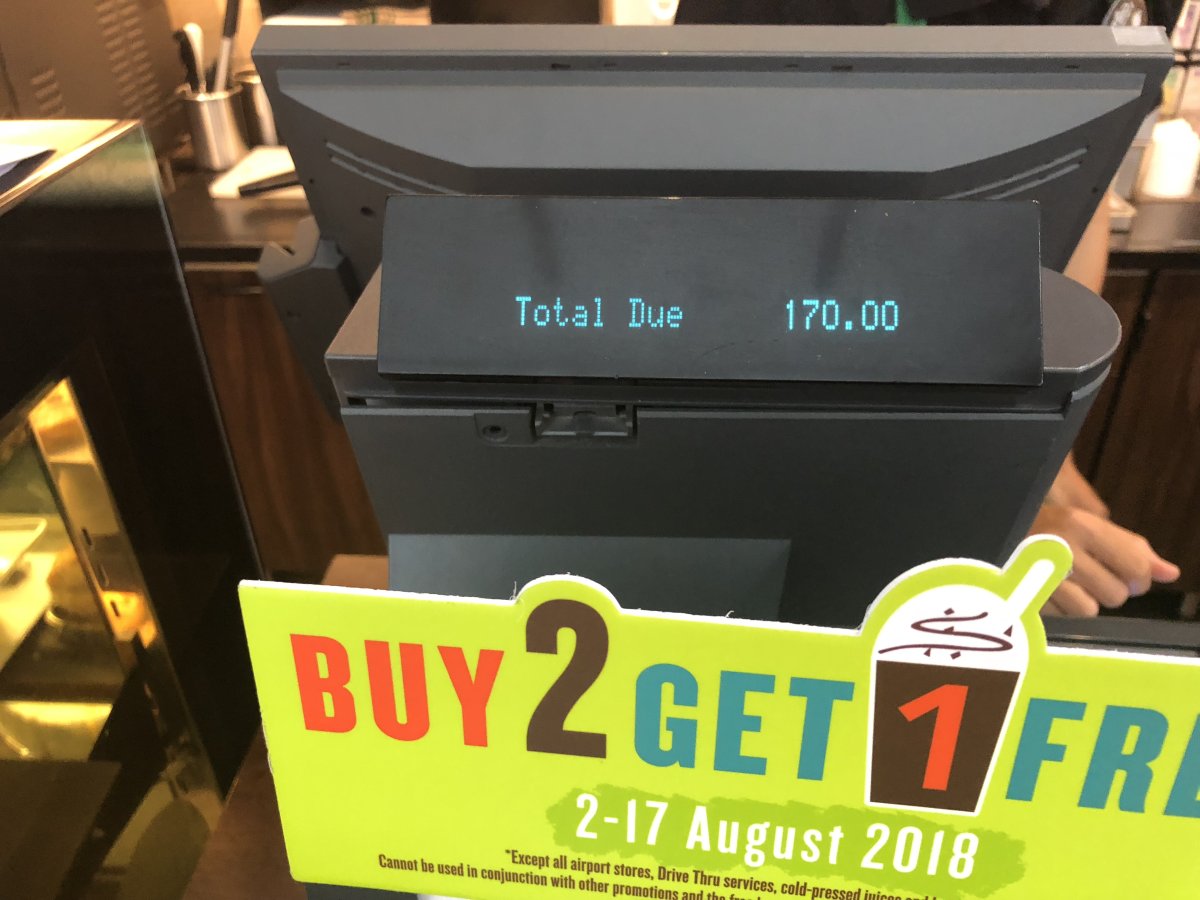 Total Due 170.00
BUY 2 GET 1
2-17 August 2018
*Except all airport stores, Drive Thru services, cold-pressed juices and
Cannot be used in conjunction with other promotions and the